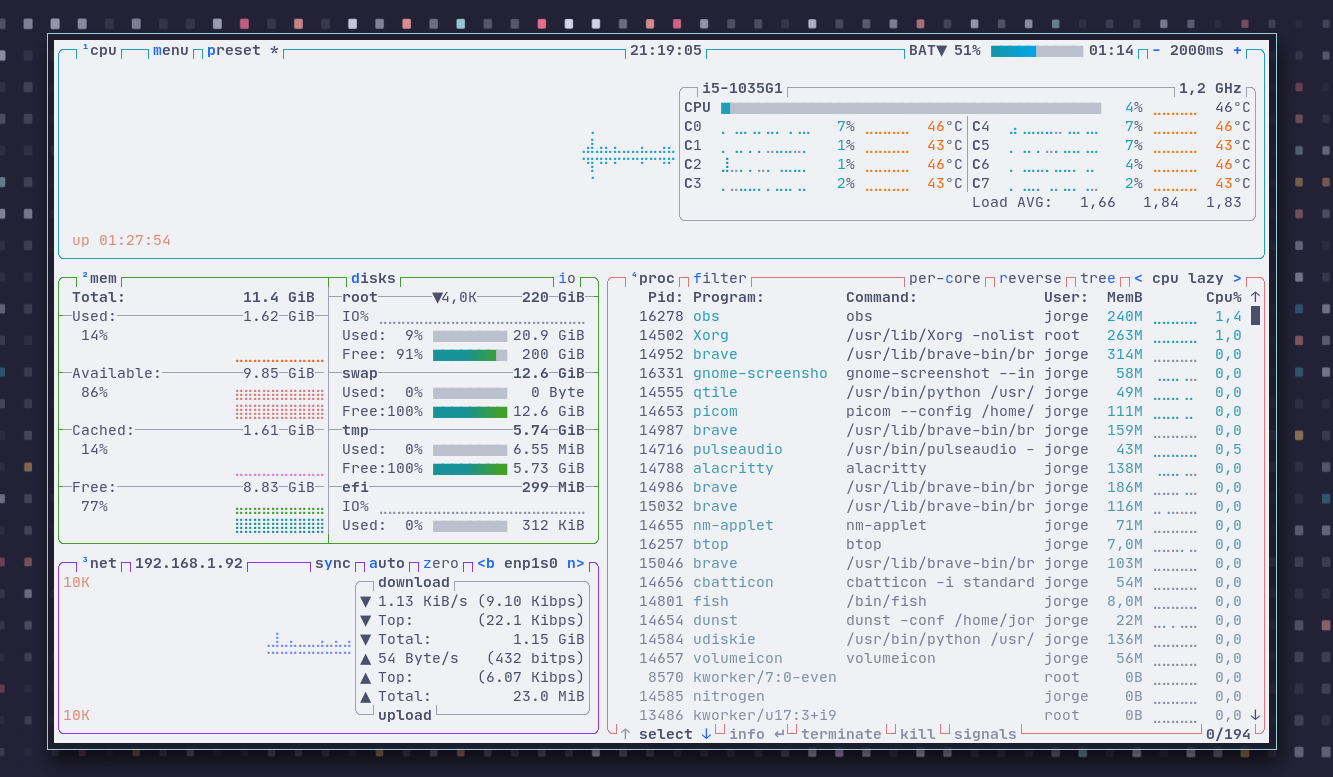 ¹cpu menu preset * 21:19:05 BAT▼ 51% 01:14 - 2000ms +
i5-1035G1 1,2 GHz
CPU 4% 46°C
C0 7% 46°C C4 7% 46°C
C1 1% 43°C C5 7% 43°C
C2 1% 46°C C6 4% 46°C
C3 2% 43°C C7 2% 43°C
Load AVG: 1,66 1,84 1,83
up 01:27:54
²mem disks io
Total: 11.4 GiB root ▼4,0K 220 GiB
Used: 1.62 GiB IO%
14% Used: 9% 20.9 GiB
Free: 91% 200 GiB
Available: 9.85 GiB swap 12.6 GiB
86% Used: 0% 0 Byte
Free:100% 12.6 GiB
Cached: 1.61 GiB tmp 5.74 GiB
14% Used: 0% 6.55 MiB
Free:100% 5.73 GiB
Free: 8.83 GiB efi 299 MiB
77% IO%
Used: 0% 312 KiB
³net 192.168.1.92 sync auto zero <b enp1s0 n>
10K download
▼ 1.13 KiB/s (9.10 Kibps)
▼ Top: (22.1 Kibps)
▼ Total: 1.15 GiB
▲ 54 Byte/s (432 bitps)
▲ Top: (6.07 Kibps)
▲ Total: 23.0 MiB
10K upload
⁴proc filter per-core reverse tree < cpu lazy >
Pid: Program: Command: User: MemB Cpu% ↑
16278 obs obs jorge 240M 1,4
14502 Xorg /usr/lib/Xorg -nolist root 263M 1,0
14952 brave /usr/lib/brave-bin/br jorge 314M 0,0
16331 gnome-screensho gnome-screenshot --in jorge 58M 0,0
14555 qtile /usr/bin/python /usr/ jorge 49M 0,0
14653 picom picom --config /home/ jorge 111M 0,0
14987 brave /usr/lib/brave-bin/br jorge 159M 0,0
14716 pulseaudio /usr/bin/pulseaudio - jorge 43M 0,5
14788 alacritty alacritty jorge 138M 0,0
14986 brave /usr/lib/brave-bin/br jorge 186M 0,0
15032 brave /usr/lib/brave-bin/br jorge 116M 0,0
14655 nm-applet nm-applet jorge 71M 0,0
16257 btop btop jorge 7,0M 0,0
15046 brave /usr/lib/brave-bin/br jorge 103M 0,0
14656 cbatticon cbatticon -i standard jorge 54M 0,0
14801 fish /bin/fish jorge 8,0M 0,0
14654 dunst dunst -conf /home/jor jorge 22M 0,0
14584 udiskie /usr/bin/python /usr/ jorge 136M 0,0
14657 volumeicon volumeicon jorge 56M 0,0
8570 kworker/7:0-even root 0B 0,0
14585 nitrogen jorge 0B 0,0
13486 kworker/u17:3+i9 root 0B 0,0 ↓
↑ select ↓ info ↵ terminate kill signals 0/194